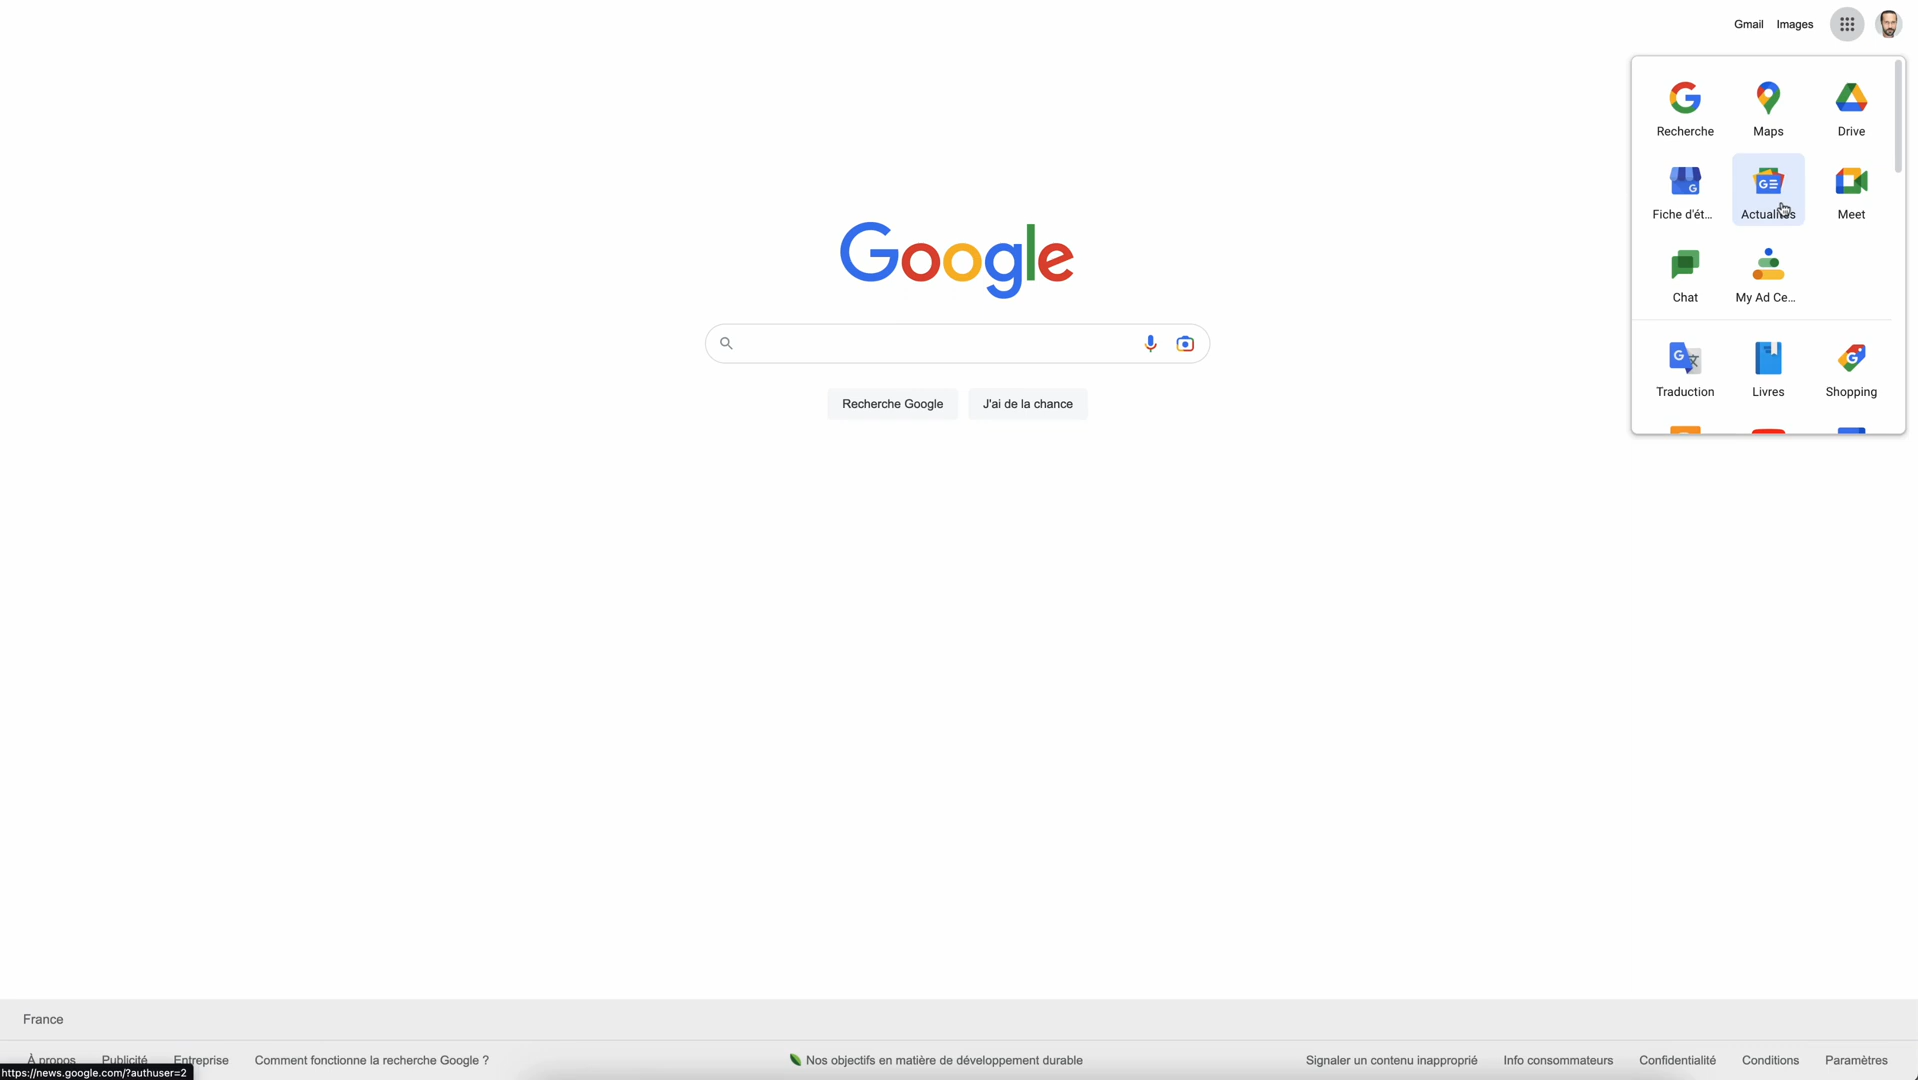 Gmail Images
Recherche Maps Drive
Fiche d'ét... Actualités Meet
Chat My Ad Ce...
Traduction Livres Shopping
Google
Recherche Google J'ai de la chance
France
À propos Publicité Entreprise Comment fonctionne la recherche Google ? Nos objectifs en matière de développement durable Signaler un contenu inapproprié Info consommateurs Confidentialité Conditions Paramètres
https://news.google.com/?authuser=2